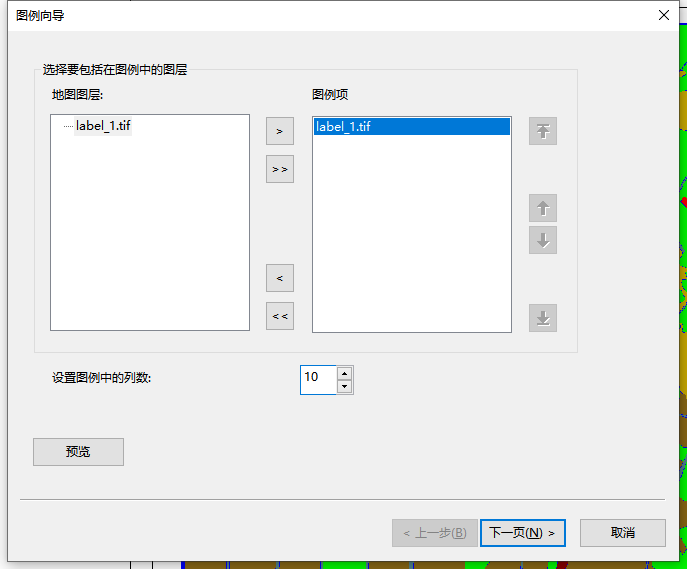 图例向导
选择要包括在图例中的图层
地图图层:
图例项
label_1.tif
label_1.tif
>
>>
<
<<
设置图例中的列数:
10
预览
< 上一步(B)
下一页(N) >
取消